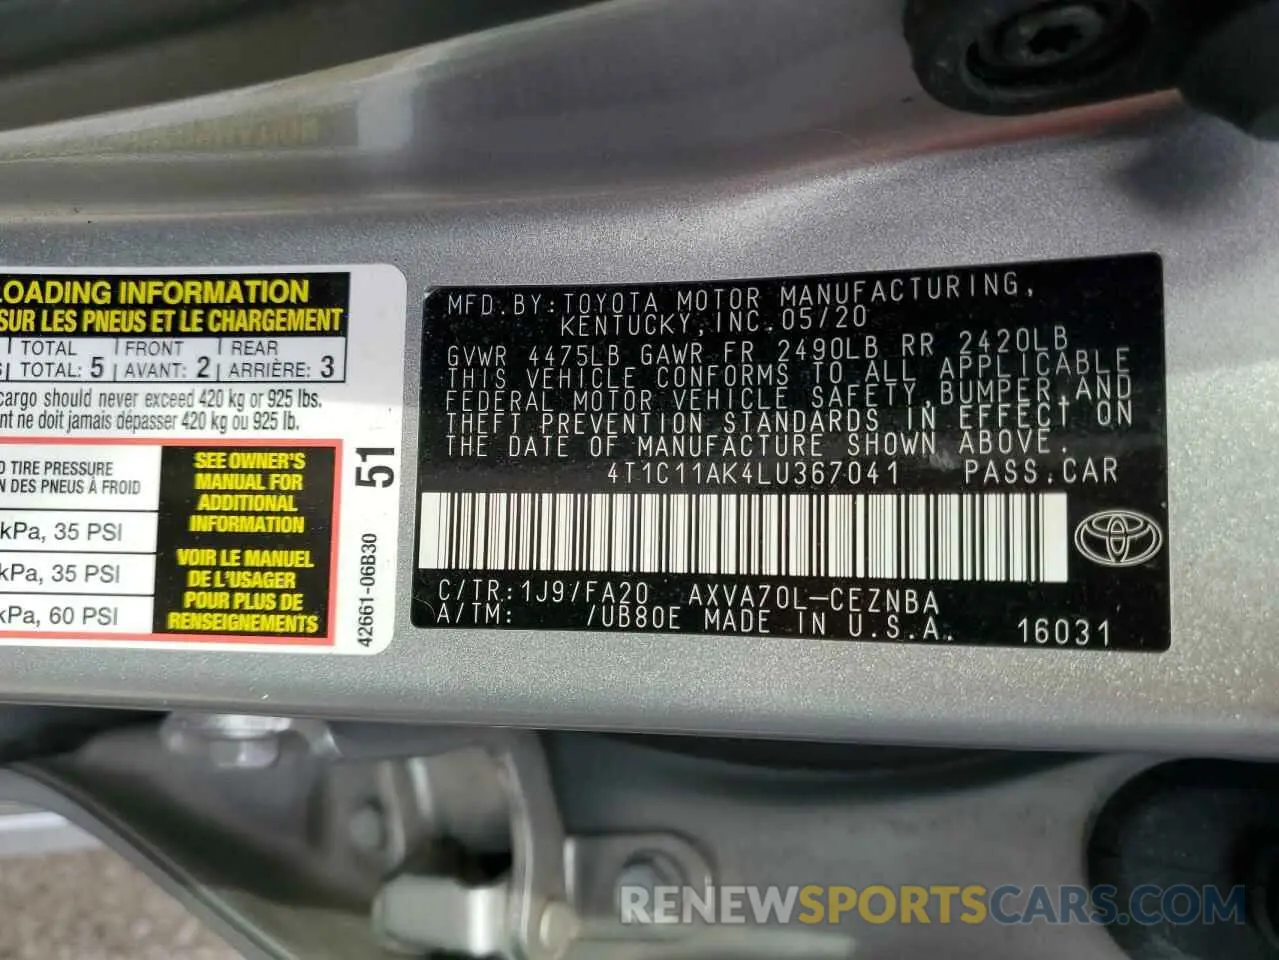 LOADING INFORMATION
SUR LES PNEUS ET LE CHARGEMENT
TOTAL FRONT REAR
TOTAL: 5 AVANT: 2 ARRIÈRE: 3
cargo should never exceed 420 kg or 925 lbs.
nt ne doit jamais dépasser 420 kg ou 925 lb.
TIRE PRESSURE
DES PNEUS À FROID
kPa, 35 PSI
kPa, 35 PSI
kPa, 60 PSI
SEE OWNER'S
MANUAL FOR
ADDITIONAL
INFORMATION
VOIR LE MANUEL
DE L'USAGER
POUR PLUS DE
RENSEIGNEMENTS
51
42661-06B30
MFD. BY: TOYOTA MOTOR MANUFACTURING,
KENTUCKY, INC. 05/20
GVWR 4475LB GAWR FR 2490LB RR 2420LB
THIS VEHICLE CONFORMS TO ALL APPLICABLE
FEDERAL MOTOR VEHICLE SAFETY, BUMPER, AND
THEFT PREVENTION STANDARDS IN EFFECT ON
THE DATE OF MANUFACTURE SHOWN ABOVE.
4T1C11AK4LU367041 PASS.CAR
C/TR: 1J9/FA20 AXVA70L-CEZNBA
A/TM: /UB80E MADE IN U.S.A. 16031
RENEWSPORTSCARS.COM